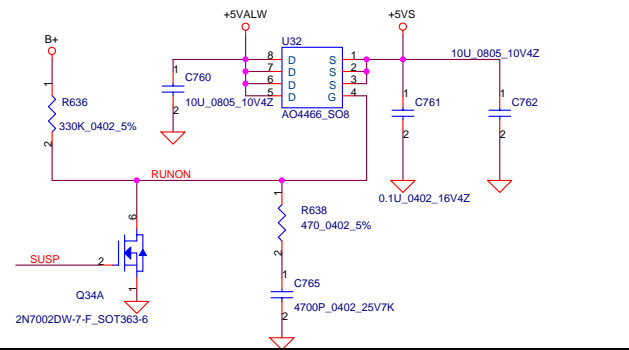 +5VALW
+5VS
B+
U32
1
R636
330K_0402_5%
2
1
C760
10U_0805_10V4Z
2
8 D S 1
7 D S 2
6 D S 3
5 D G 4
AO4466_SO8
10U_0805_10V4Z
1
C761
2
1
C762
2
0.1U_0402_16V4Z
RUNON
6
SUSP
2
1
Q34A
2N7002DW-7-F_SOT363-6
1
R638
470_0402_5%
2
1
C765
4700P_0402_25V7K
2